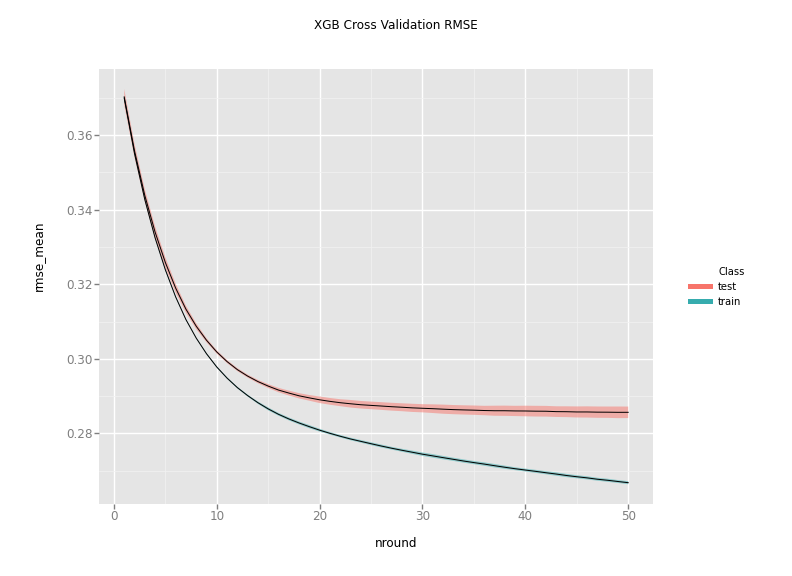 XGB Cross Validation RMSE
rmse_mean
0.36
0.34
0.32
0.30
0.28
0
10
20
30
40
50
nround
Class
test
train